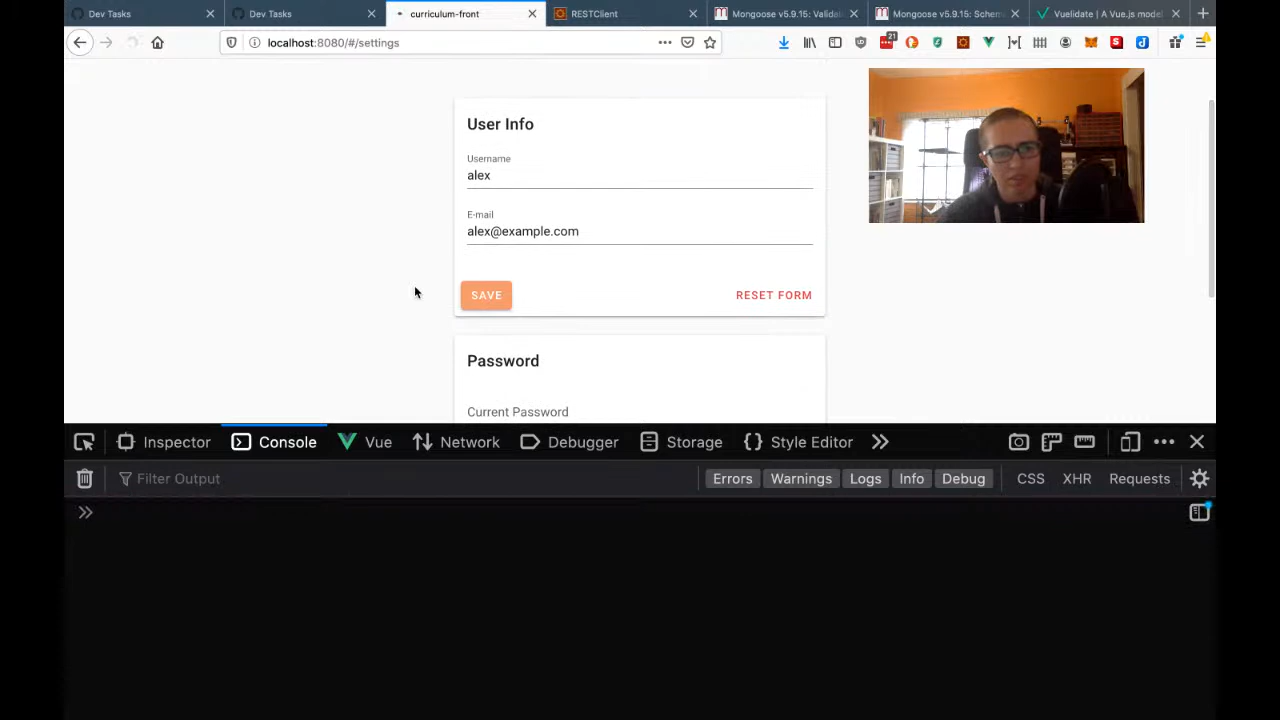 Dev Tasks
Dev Tasks
curriculum-front
RESTClient
Mongoose v5.9.15: Valida
Mongoose v5.9.15: Schem
Vuelidate | A Vue.js model
localhost:8080/#/settings
21
User Info
Username
alex
E-mail
alex@example.com
SAVE
RESET FORM
Password
Current Password
Inspector
Console
Vue
Network
Debugger
Storage
Style Editor
Filter Output
Errors
Warnings
Logs
Info
Debug
CSS
XHR
Requests